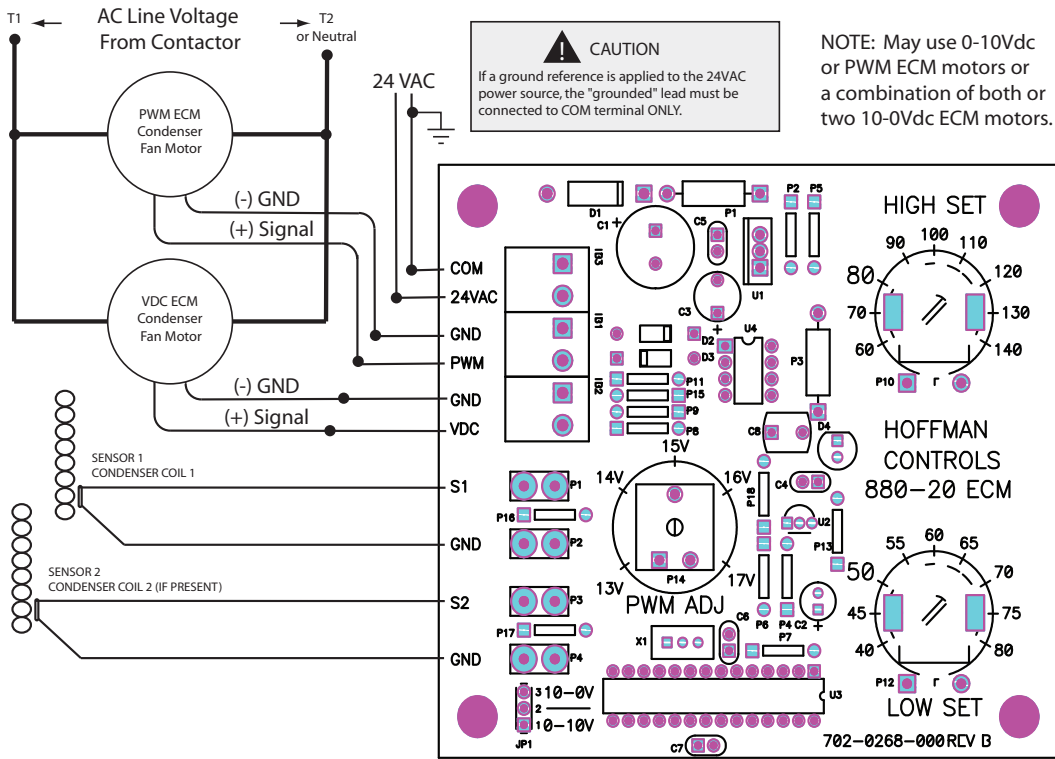 T1
AC Line Voltage
From Contactor
T2
or Neutral
24 VAC
CAUTION
If a ground reference is applied to the 24VAC
power source, the "grounded" lead must be
connected to COM terminal ONLY.
NOTE: May use 0-10Vdc
or PWM ECM motors or
a combination of both or
two 10-0Vdc ECM motors.
PWM ECM
Condenser
Fan Motor
(-) GND
(+) Signal
VDC ECM
Condenser
Fan Motor
(-) GND
(+) Signal
SENSOR 1
CONDENSER COIL 1
SENSOR 2
CONDENSER COIL 2 (IF PRESENT)
COM
24VAC
GND
PWM
GND
VDC
S1
GND
S2
GND
D1
C1
+
P1
C5
P2
P5
U1
C3
+
D2
D3
U4
P3
P11
P15
P9
P8
D4
C8
C4
P18
U2
P13
P1
P16
P2
P3
P17
P4
13V
14V
15V
16V
17V
P14
PWM ADJ
P6
P4
C2
+
C6
P7
X1
U3
C7
3
2
1
10-0V
0-10V
JP1
HIGH SET
60
70
80
90
100
110
120
130
140
P10
HOFFMAN
CONTROLS
880-20 ECM
40
45
50
55
60
65
70
75
80
P12
LOW SET
702-0268-000 REV B